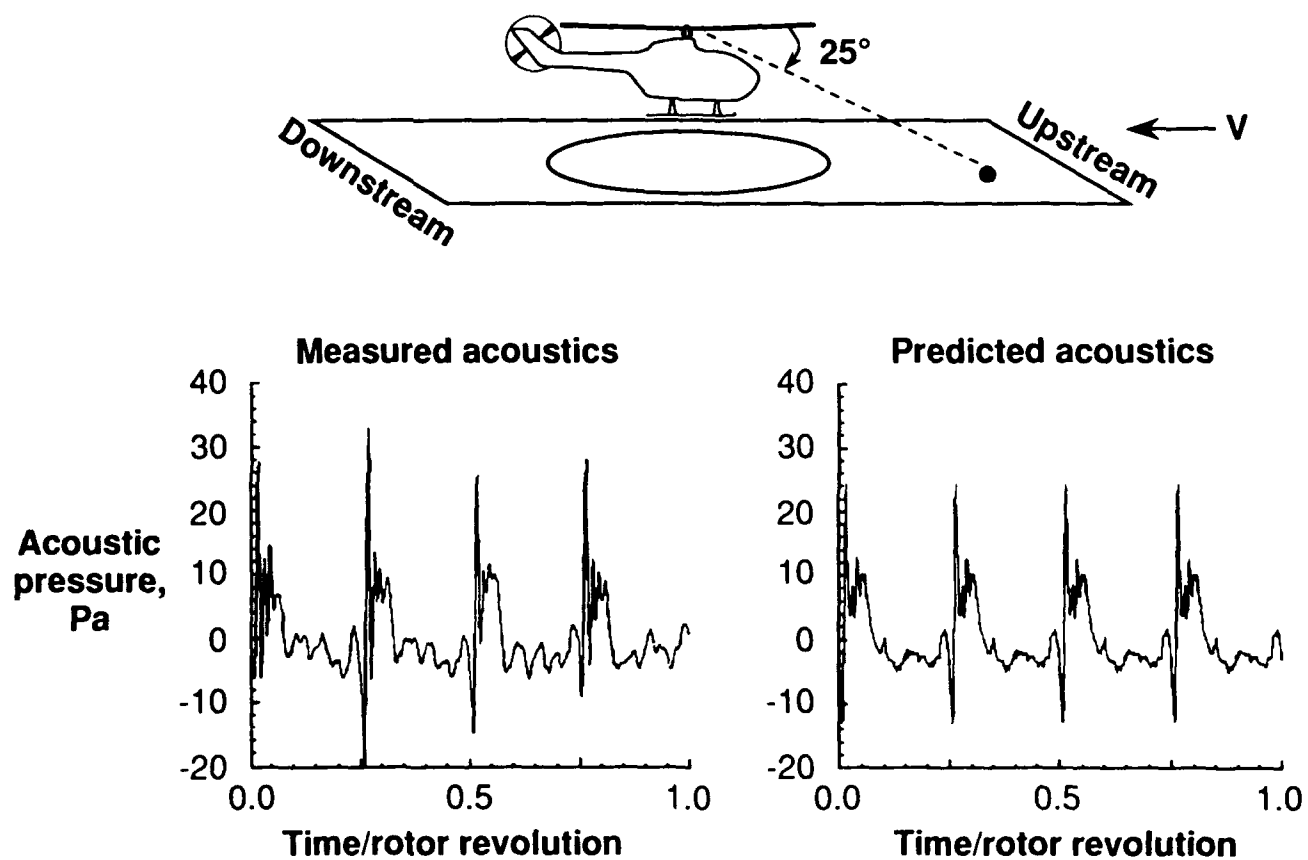 25°
Upstream
V
Downstream
Measured acoustics
Predicted acoustics
Acoustic
pressure,
Pa
40
30
20
10
0
-10
-20
0.0
0.5
1.0
Time/rotor revolution
40
30
20
10
0
-10
-20
0.0
0.5
1.0
Time/rotor revolution